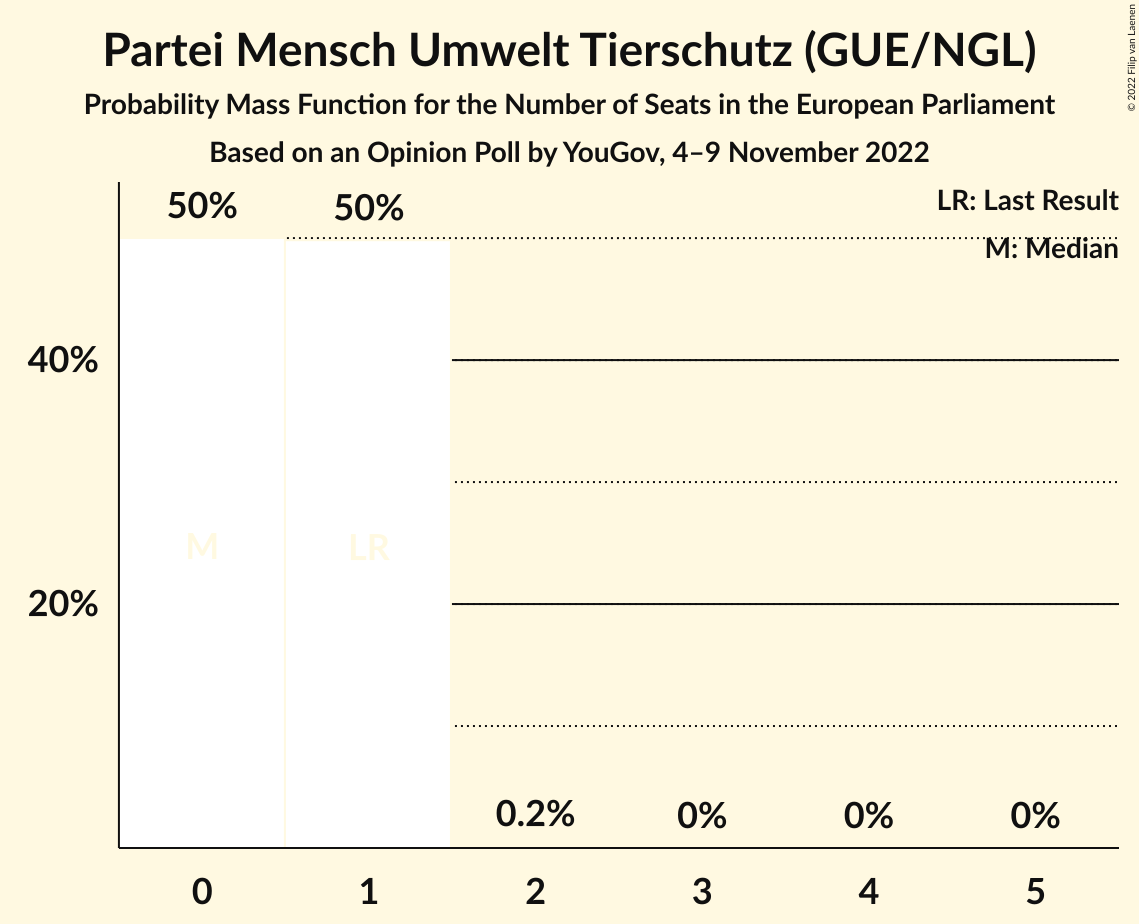 Partei Mensch Umwelt Tierschutz (GUE/NGL)
Probability Mass Function for the Number of Seats in the European Parliament
Based on an Opinion Poll by YouGov, 4–9 November 2022
© 2022 Filip van Laenen
50%
50%
LR: Last Result
M: Median
40%
M
LR
20%
0.2%
0%
0%
0%
0
1
2
3
4
5